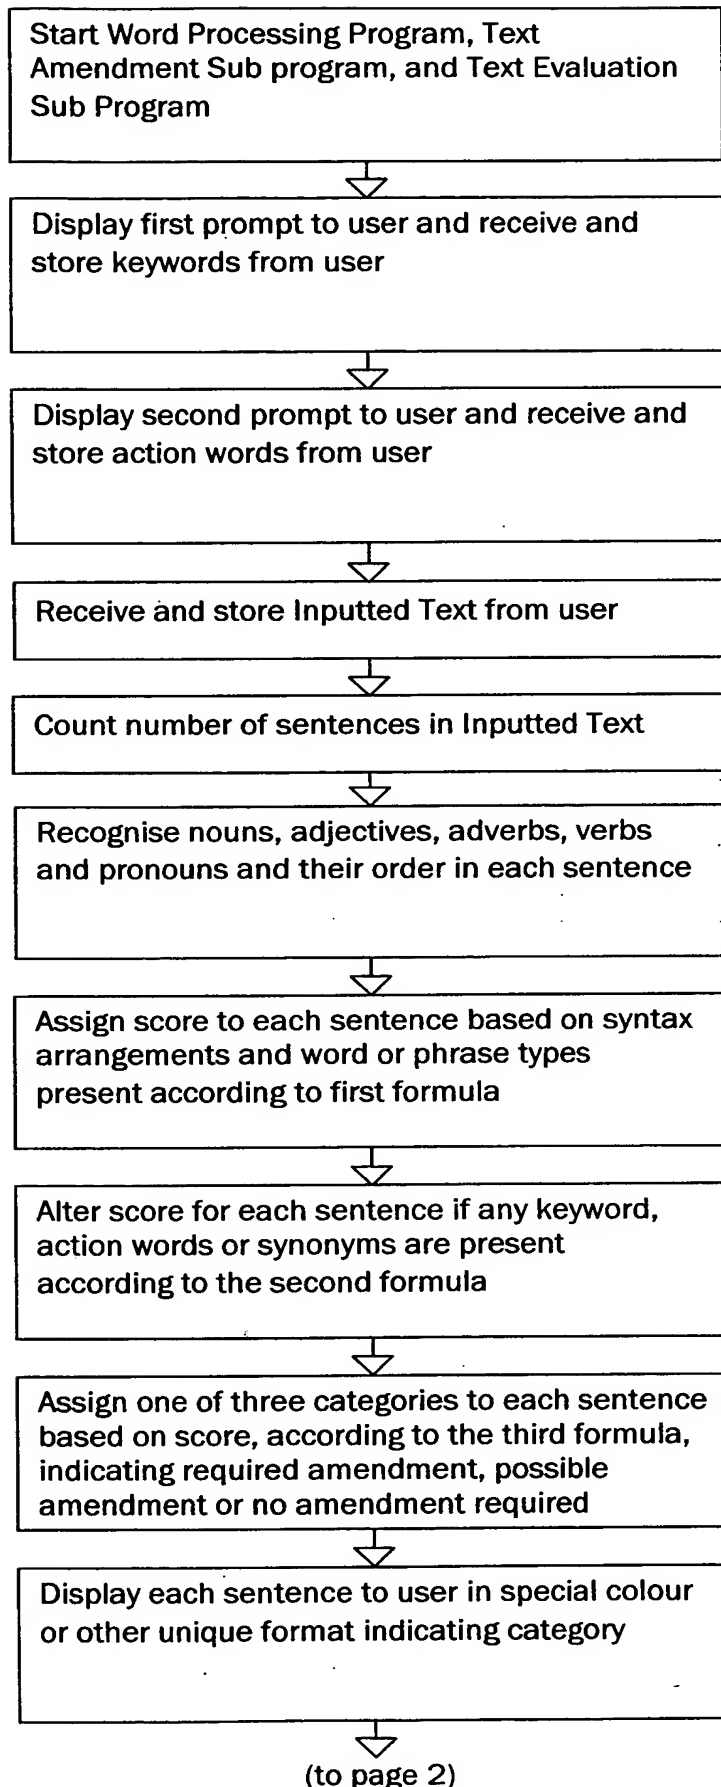 Start Word Processing Program, Text
Amendment Sub program, and Text Evaluation
Sub Program
Display first prompt to user and receive and
store keywords from user
Display second prompt to user and receive and
store action words from user
Receive and store Inputted Text from user
Count number of sentences in Inputted Text
Recognise nouns, adjectives, adverbs, verbs
and pronouns and their order in each sentence
Assign score to each sentence based on syntax
arrangements and word or phrase types
present according to first formula
Alter score for each sentence if any keyword,
action words or synonyms are present
according to the second formula
Assign one of three categories to each sentence
based on score, according to the third formula,
indicating required amendment, possible
amendment or no amendment required
Display each sentence to user in special colour
or other unique format indicating category
(to page 2)